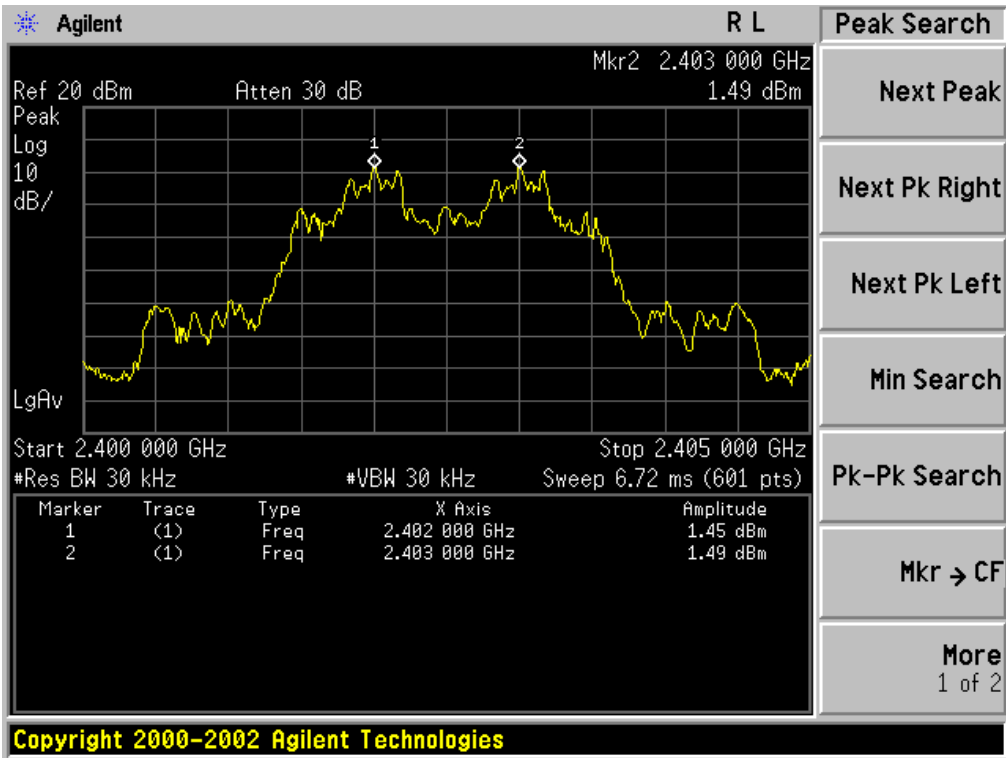 Agilent R L Peak Search
Mkr2 2.403 000 GHz
Ref 20 dBm Atten 30 dB 1.49 dBm
Peak
Log
10
dB/
1 2
LgAv
Start 2.400 000 GHz Stop 2.405 000 GHz
#Res BW 30 kHz #VBW 30 kHz Sweep 6.72 ms (601 pts)
Marker Trace Type X Axis Amplitude
1 (1) Freq 2.402 000 GHz 1.45 dBm
2 (1) Freq 2.403 000 GHz 1.49 dBm
Next Peak
Next Pk Right
Next Pk Left
Min Search
Pk-Pk Search
Mkr → CF
More
1 of 2
Copyright 2000-2002 Agilent Technologies